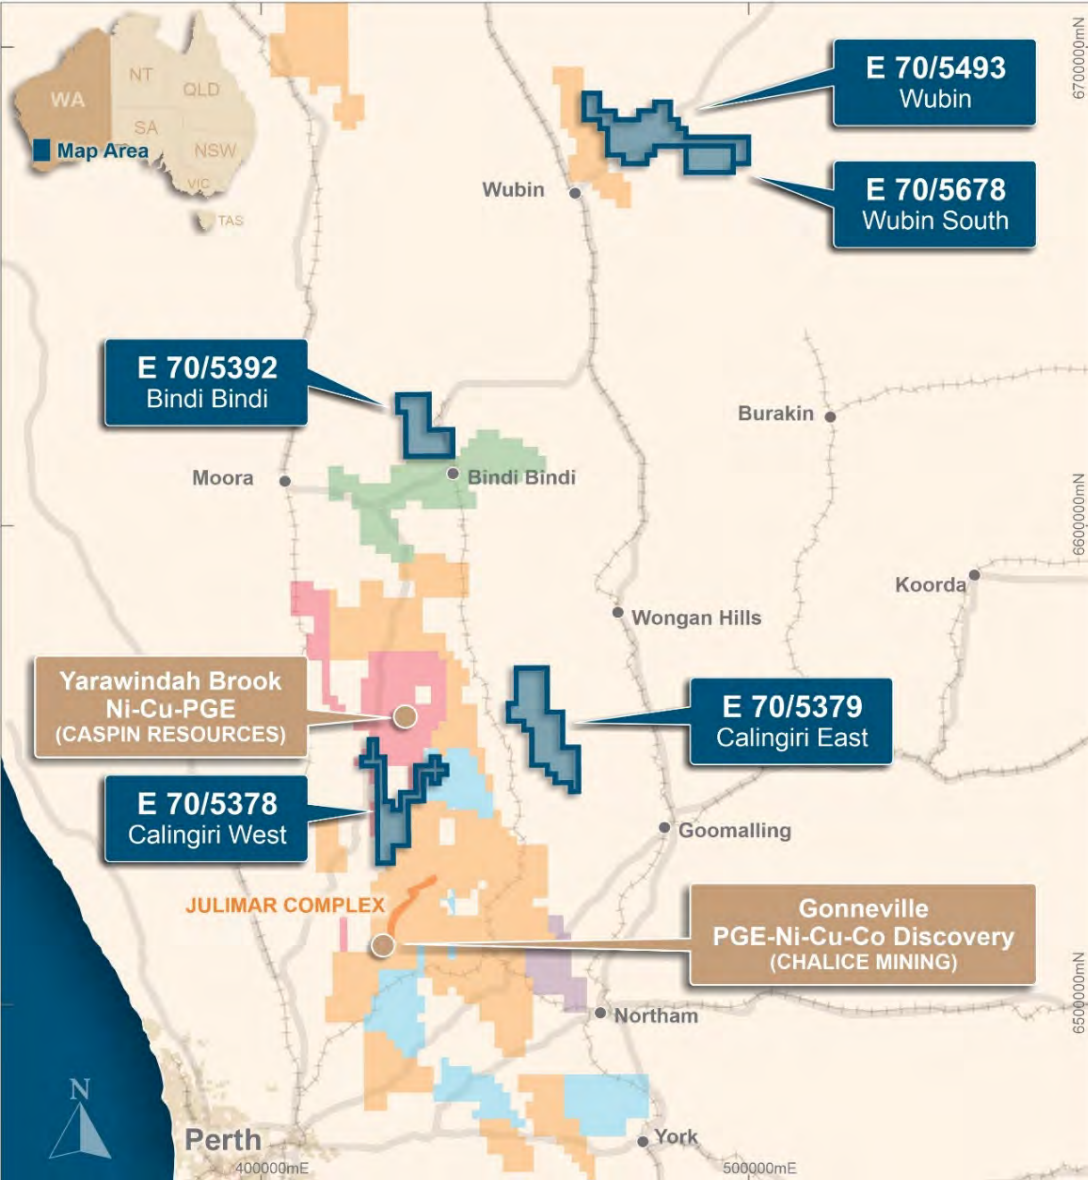 6700000mN
NT
QLD
WA
SA
NSW
VIC
TAS
Map Area
E 70/5493
Wubin
E 70/5678
Wubin South
Wubin
E 70/5392
Bindi Bindi
Burakin
Moora
Bindi Bindi
6600000mN
Koorda
Wongan Hills
Yarawindah Brook
Ni-Cu-PGE
(CASPIN RESOURCES)
E 70/5379
Calingiri East
E 70/5378
Calingiri West
Goomalling
JULIMAR COMPLEX
Gonneville
PGE-Ni-Cu-Co Discovery
(CHALICE MINING)
6500000mN
Northam
N
Perth
York
400000mE
500000mE